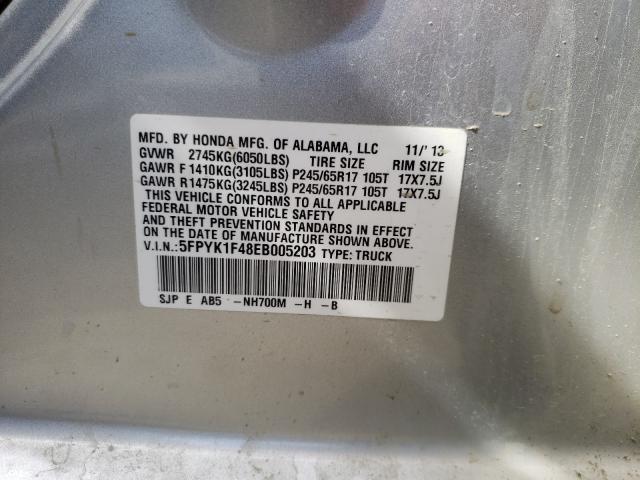 MFD. BY HONDA MFG. OF ALABAMA, LLC 11/' 13
GVWR 2745KG(6050LBS) TIRE SIZE RIM SIZE
GAWR F 1410KG(3105LBS) P245/65R17 105T 17X7.5J
GAWR R1475KG(3245LBS) P245/65R17 105T 17X7.5J
THIS VEHICLE CONFORMS TO ALL APPLICABLE
FEDERAL MOTOR VEHICLE SAFETY
AND THEFT PREVENTION STANDARDS IN EFFECT
ON THE DATE OF MANUFACTURE SHOWN ABOVE.
V.I.N.:5FPYK1F48EB005203 TYPE:TRUCK
SJP E AB5 -NH700M -H -B